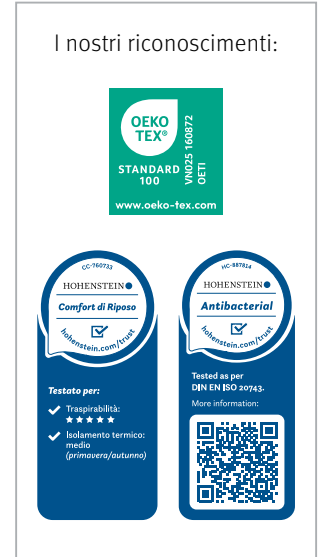 I nostri riconoscimenti:
OEKO
TEX®
STANDARD
100
VN025 160872
OETI
www.oeko-tex.com
CC-760733
HOHENSTEIN
Comfort di Riposo
hohenstein.com/trust
Testato per:
Traspirabilità:
Isolamento termico:
medio
(primavera/autunno)
HC-887814
HOHENSTEIN
Antibacterial
hohenstein.com/trust
Tested as per
DIN EN ISO 20743.
More information: